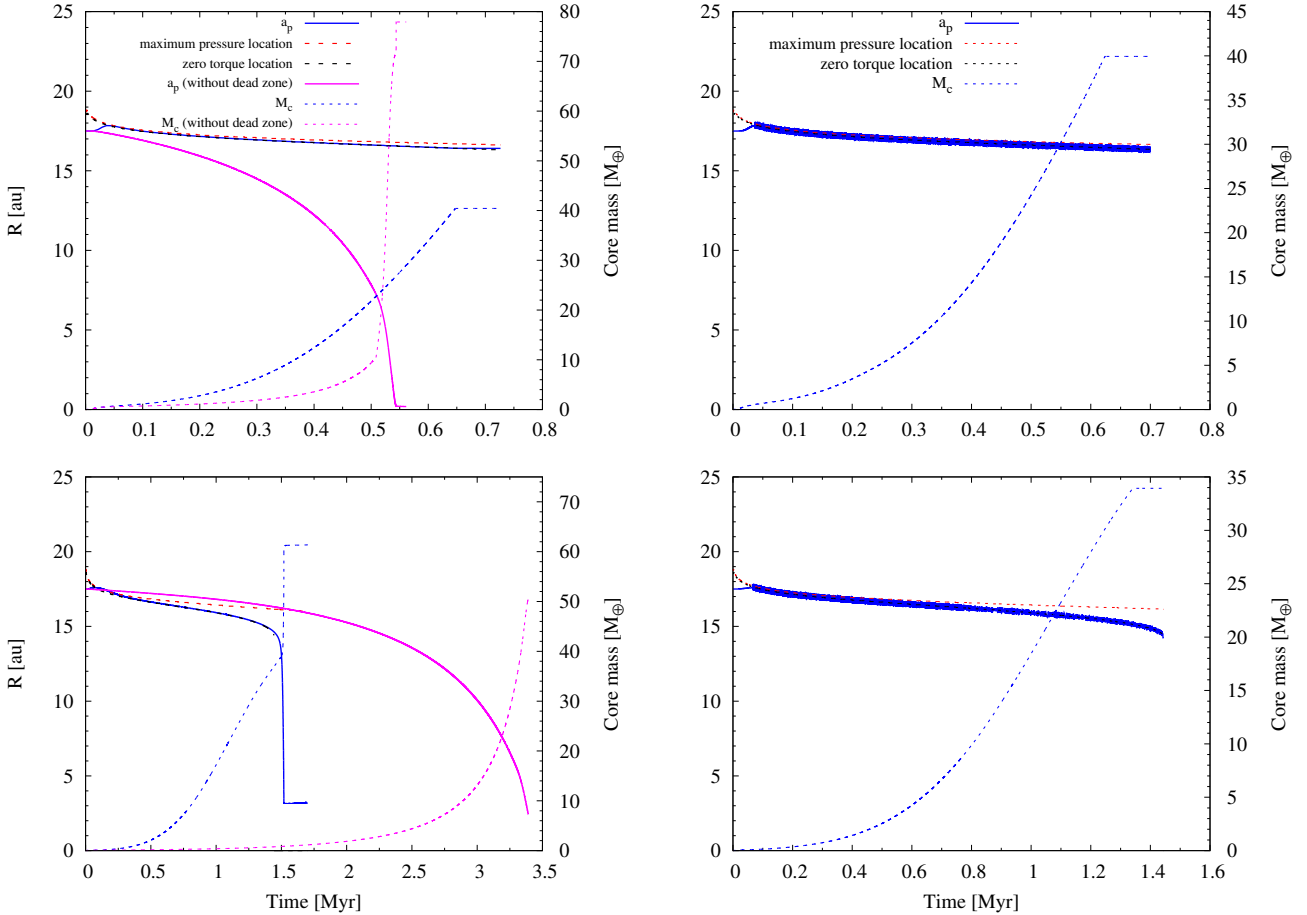 a_p
maximum pressure location
zero torque location
a_p (without dead zone)
M_c
M_c (without dead zone)
R [au]
Core mass [M⊕]
0 5 10 15 20 25
0 10 20 30 40 50 60 70 80
0 0.1 0.2 0.3 0.4 0.5 0.6 0.7 0.8
a_p
maximum pressure location
zero torque location
M_c
Core mass [M⊕]
0 5 10 15 20 25
0 5 10 15 20 25 30 35 40 45
0 0.1 0.2 0.3 0.4 0.5 0.6 0.7 0.8
R [au]
Core mass [M⊕]
0 5 10 15 20 25
0 10 20 30 40 50 60 70
0 0.5 1 1.5 2 2.5 3 3.5
Time [Myr]
Core mass [M⊕]
0 5 10 15 20 25
0 5 10 15 20 25 30 35
0 0.2 0.4 0.6 0.8 1 1.2 1.4 1.6
Time [Myr]